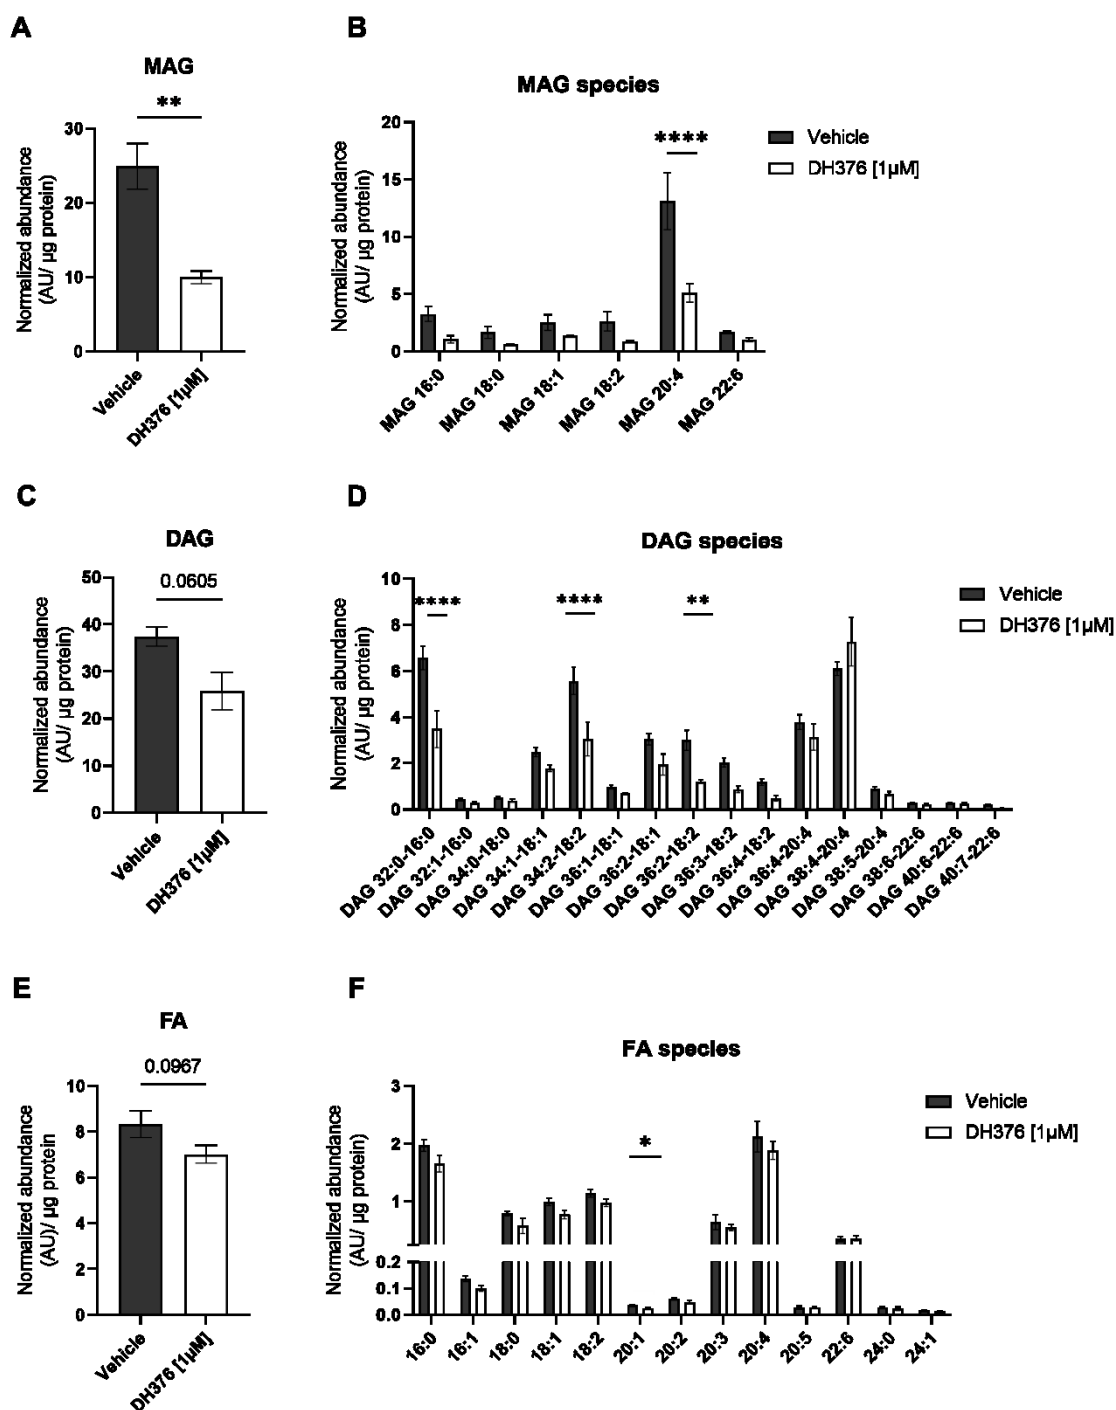 A
MAG
**
Normalized abundance
(AU/ µg protein)
30
20
10
0
Vehicle
DH376 [1µM]
B
MAG species
****
Vehicle
DH376 [1µM]
Normalized abundance
(AU/ µg protein)
20
15
10
5
0
MAG 16:0
MAG 18:0
MAG 18:1
MAG 18:2
MAG 20:4
MAG 22:6
C
DAG
0.0605
Normalized abundance
(AU/ µg protein)
50
40
30
20
10
0
Vehicle
DH376 [1µM]
D
DAG species
****
****
**
Vehicle
DH376 [1µM]
Normalized abundance
(AU/ µg protein)
10
8
6
4
2
0
DAG 32:0-16:0
DAG 32:1-16:0
DAG 34:0-18:0
DAG 34:1-18:1
DAG 34:2-18:2
DAG 36:1-18:1
DAG 36:2-18:1
DAG 36:2-18:2
DAG 36:3-18:2
DAG 36:4-18:2
DAG 36:4-20:4
DAG 38:4-20:4
DAG 38:5-20:4
DAG 38:6-22:6
DAG 40:6-22:6
DAG 40:7-22:6
E
FA
0.0967
Normalized abundance
(AU)/ µg protein
10
8
6
4
2
0
Vehicle
DH376 [1µM]
F
FA species
*
Vehicle
DH376 [1µM]
Normalized abundance
(AU/ µg protein)
3
2
1
0.2
0.1
0.0
16:0
16:1
18:0
18:1
18:2
20:1
20:2
20:3
20:4
20:5
22:6
24:0
24:1